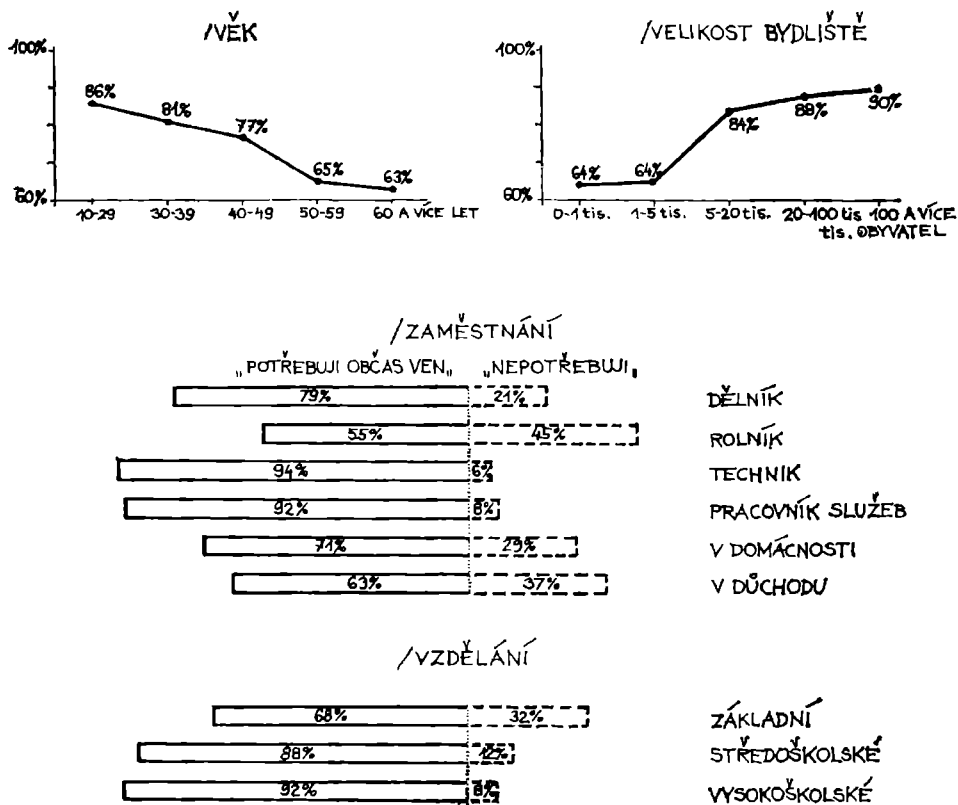 /VĚK
100%
86%
81%
77%
65%
63%
60%
10-29 30-39 40-49 50-59 60 A VÍCE LET
/VELIKOST BYDLIŠTĚ
100%
64%
64%
84%
88%
90%
60%
0-1 tis. 1-5 tis. 5-20 tis. 20-100 tis 100 A VÍCE
tis. OBYVATEL
/ZAMĚSTNÁNÍ
„POTŘEBUJI OBČAS VEN„ „NEPOTŘEBUJI„
79% 21% DĚLNÍK
55% 45% ROLNÍK
94% 6% TECHNIK
92% 8% PRACOVNÍK SLUŽEB
71% 29% V DOMÁCNOSTI
63% 37% V DŮCHODU
/VZDĚLÁNÍ
68% 32% ZÁKLADNÍ
88% 12% STŘEDOŠKOLSKÉ
92% 8% VYSOKOŠKOLSKÉ